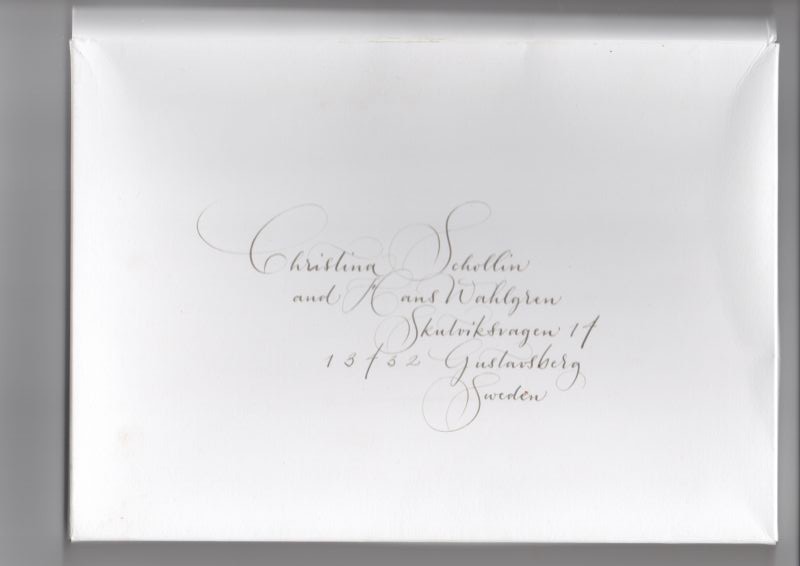 Christina Schollin
and Hans Wahlgren
Skutviksvagen 17
13732 Gustavsberg
Sweden